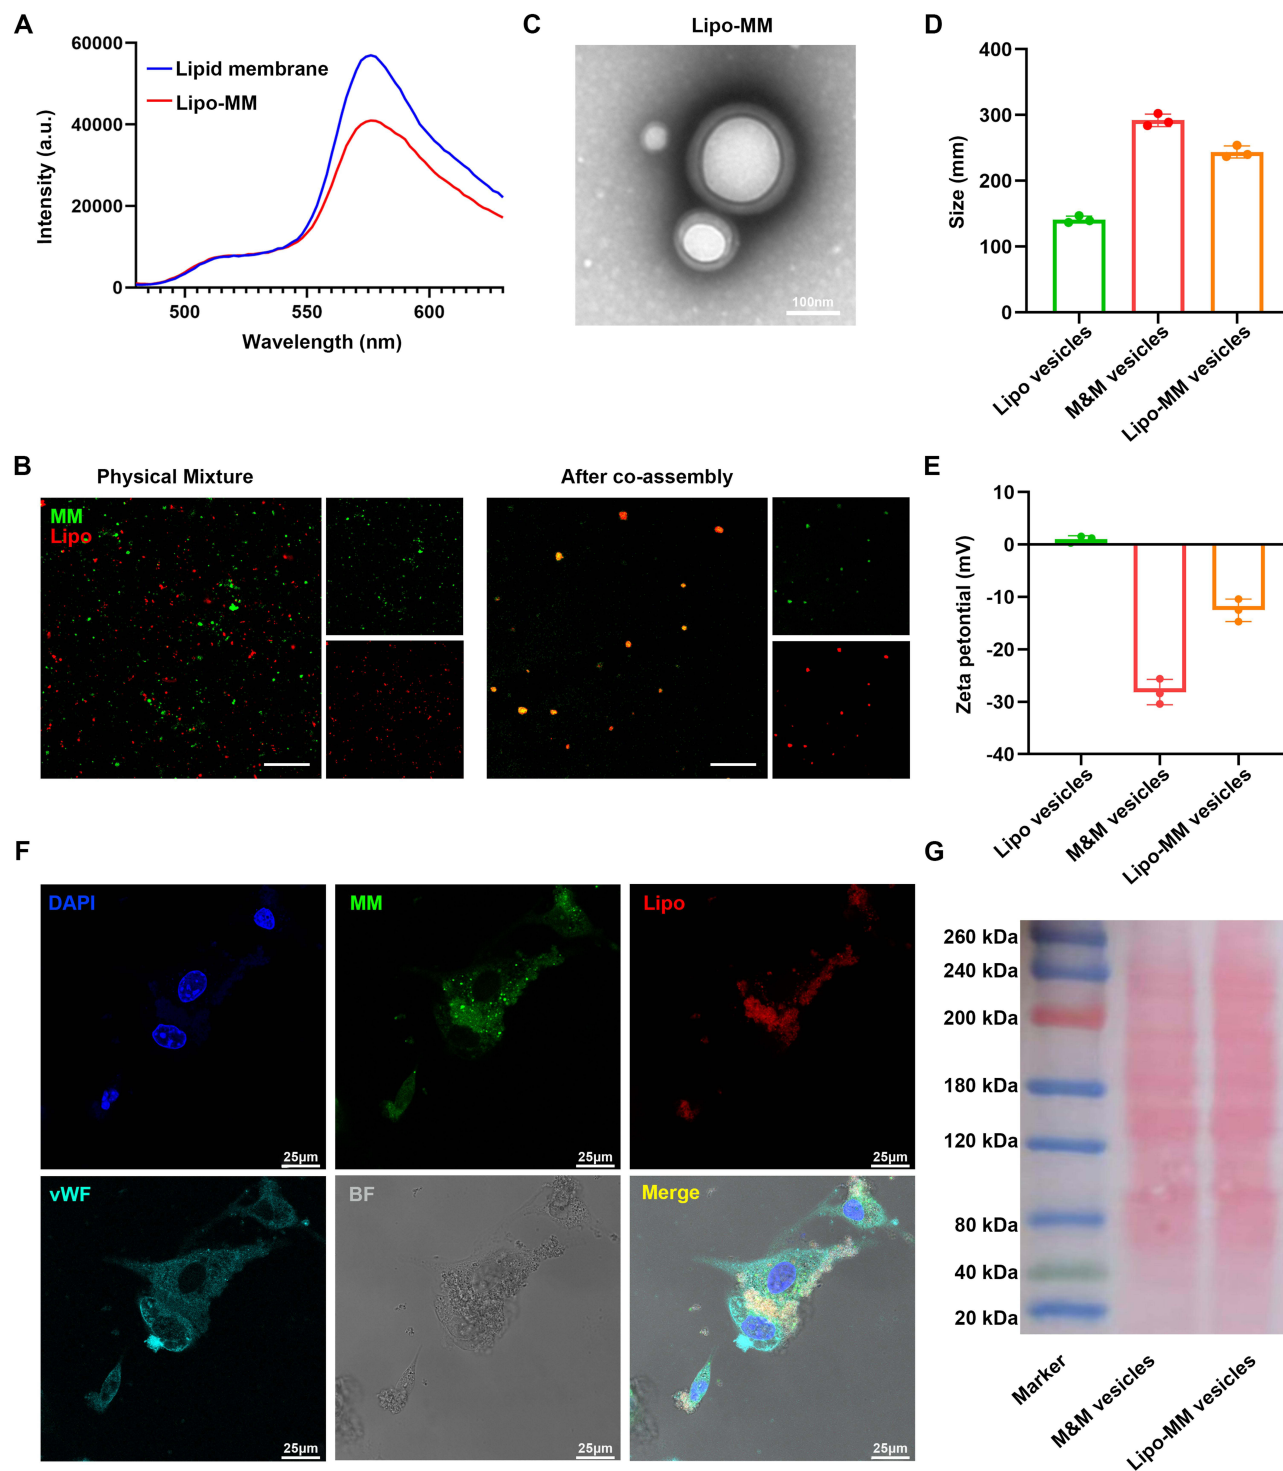 A
60000
40000
20000
0
Intensity (a.u.)
Lipid membrane
Lipo-MM
500
550
600
Wavelength (nm)
C
Lipo-MM
100nm
D
400
300
200
100
0
Size (mm)
Lipo vesicles
M&M vesicles
Lipo-MM vesicles
B
Physical Mixture
After co-assembly
MM
Lipo
E
10
0
-10
-20
-30
-40
Zeta petontial (mV)
Lipo vesicles
M&M vesicles
Lipo-MM vesicles
F
DAPI
25μm
MM
25μm
Lipo
25μm
vWF
25μm
BF
25μm
Merge
25μm
G
260 kDa
240 kDa
200 kDa
180 kDa
120 kDa
80 kDa
40 kDa
20 kDa
Marker
M&M vesicles
Lipo-MM vesicles